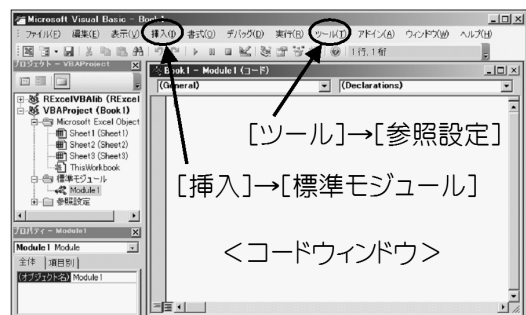 Microsoft Visual Basic - Book1
ファイル(F) 編集(E) 表示(V) 挿入(I) 書式(O) デバッグ(D) 実行(R) ツール(T) アドイン(A) ウィンドウ(W) ヘルプ(H)
1行, 1桁
プロジェクト - VBAProject
Book1 - Module1 (コード)
(General) (Declarations)
RExcelVBAlib (RExcel
VBAProject (Book1)
Microsoft Excel Object
Sheet1 (Sheet1)
Sheet2 (Sheet2)
Sheet3 (Sheet3)
ThisWorkbook
標準モジュール
Module1
参照設定
[ツール]→[参照設定]
[挿入]→[標準モジュール]
<コードウィンドウ>
プロパティ - Module1
Module1 Module
全体 項目別
(オブジェクト名) Module1